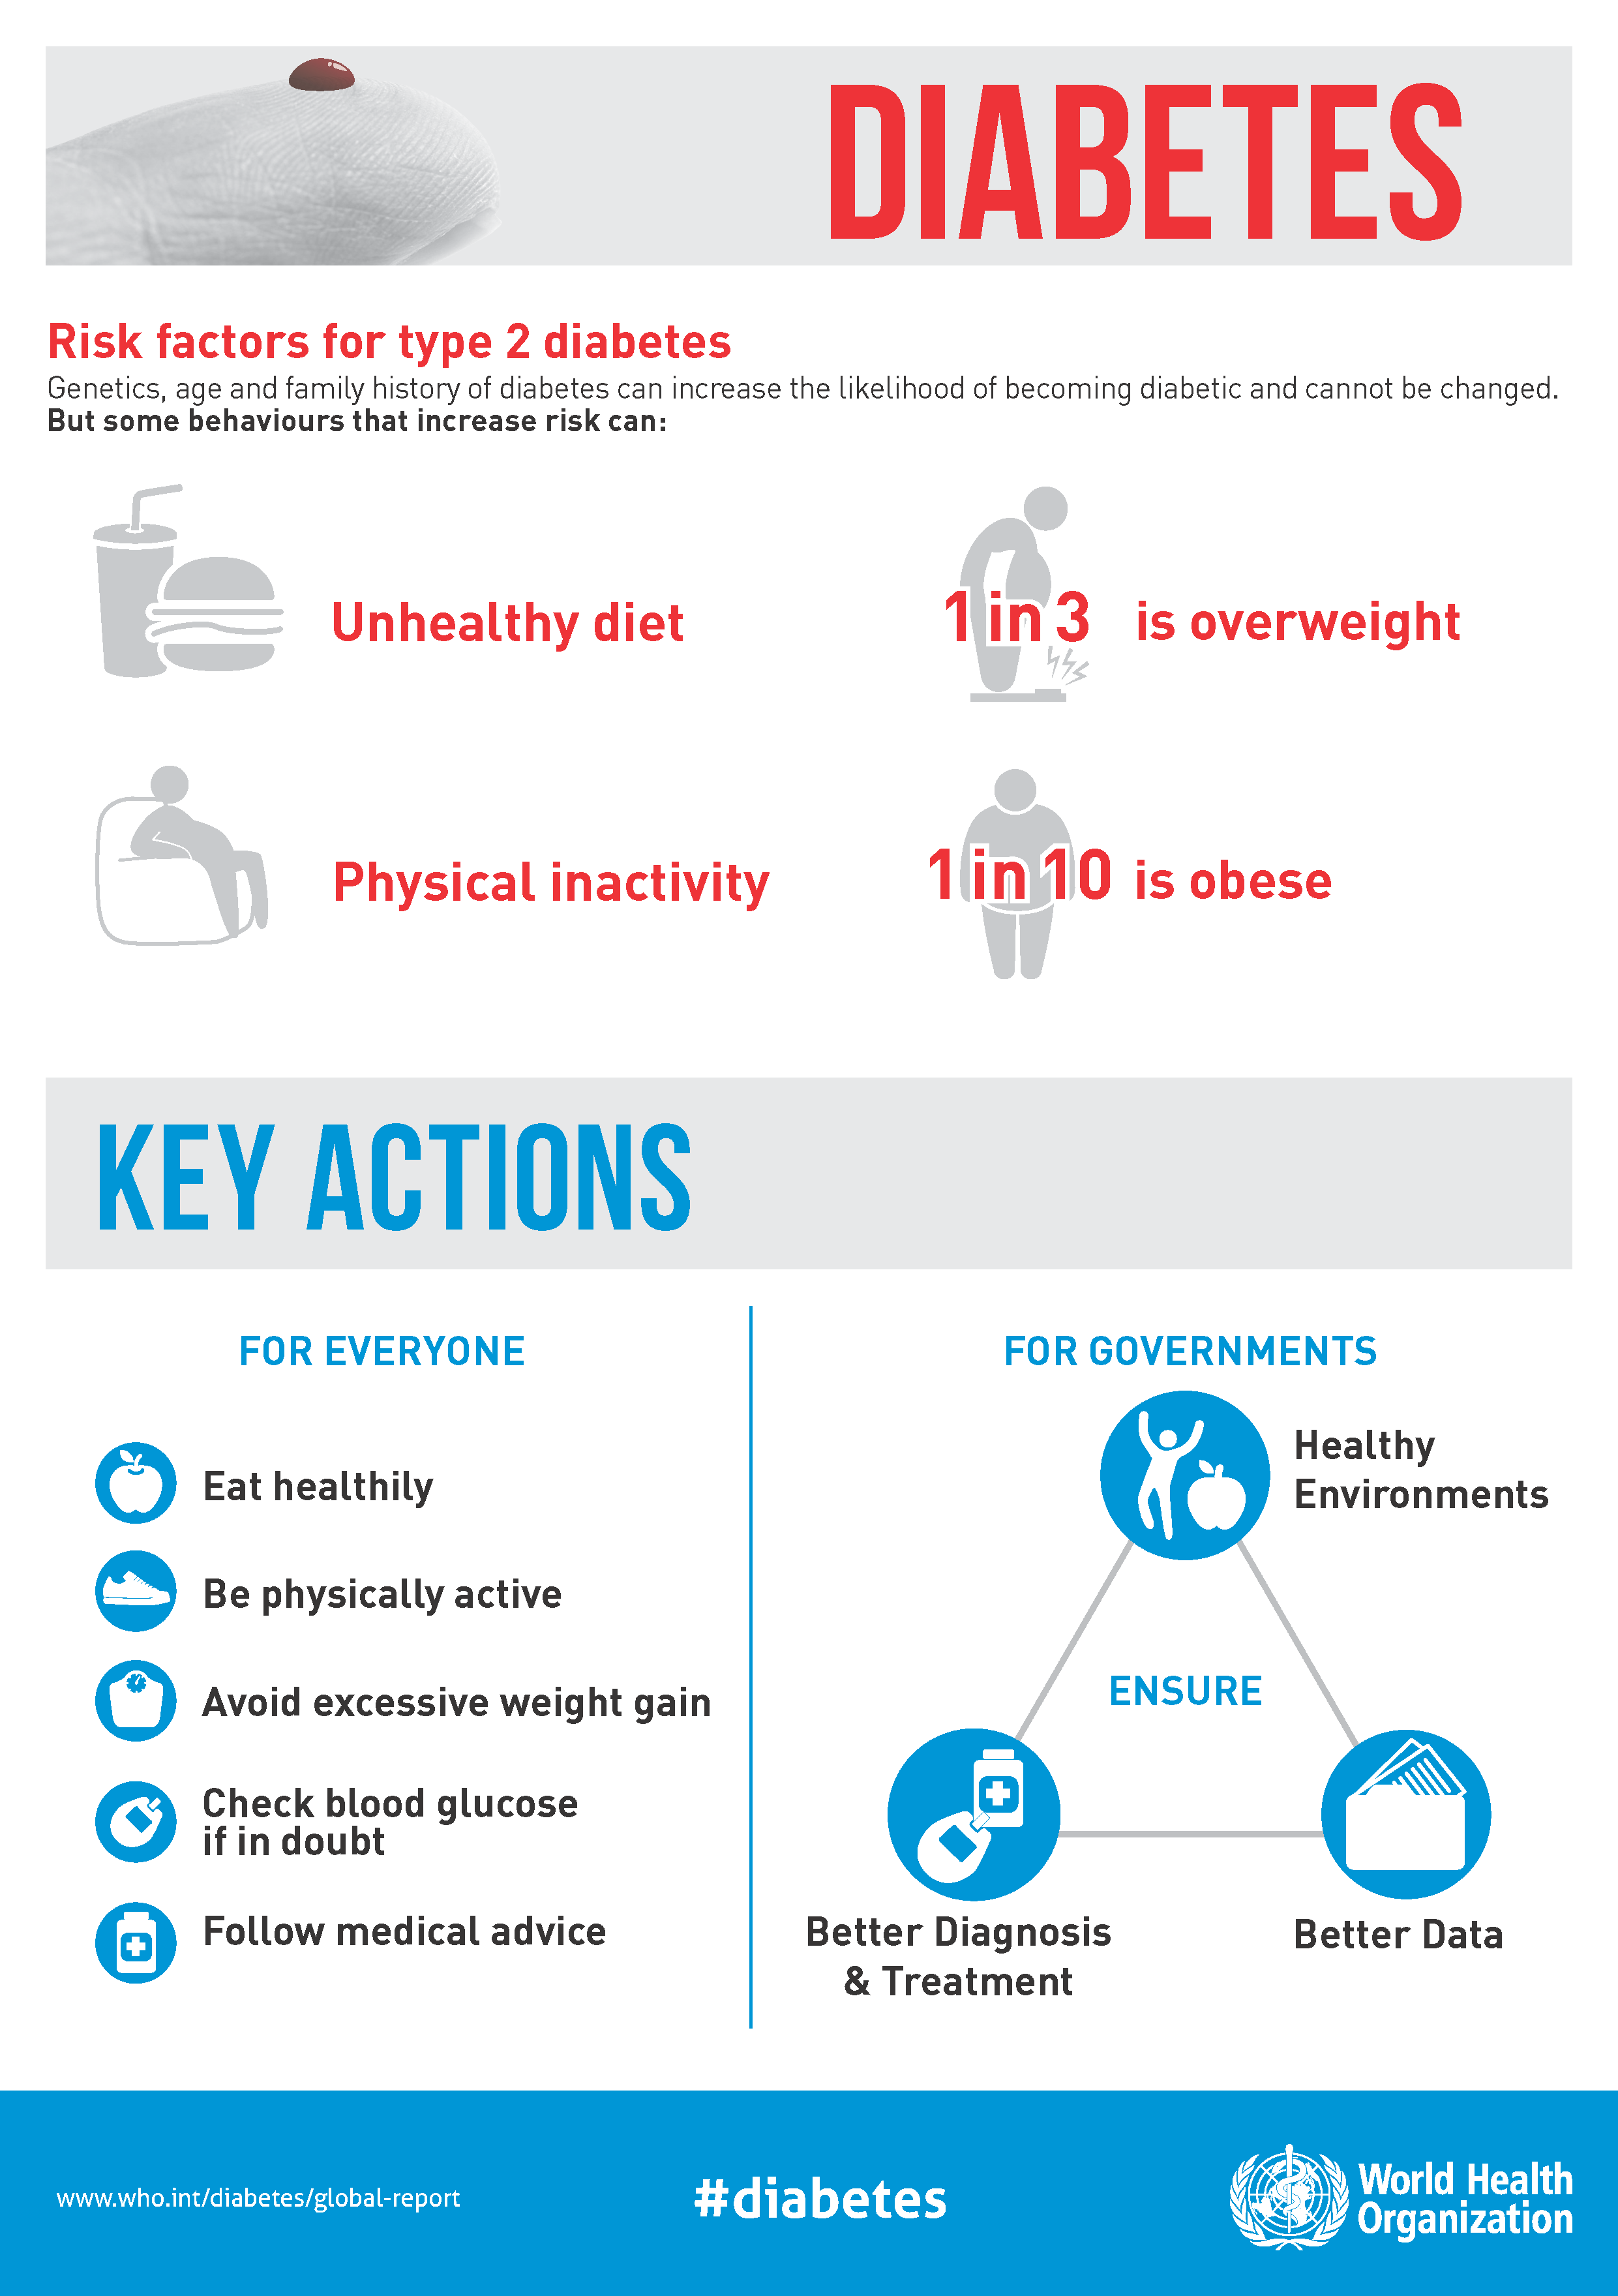 DIABETES
Risk factors for type 2 diabetes
Genetics, age and family history of diabetes can increase the likelihood of becoming diabetic and cannot be changed.
But some behaviours that increase risk can:
Unhealthy diet
1 in 3 is overweight
Physical inactivity
1 in 10 is obese
KEY ACTIONS
FOR EVERYONE
Eat healthily
Be physically active
Avoid excessive weight gain
Check blood glucose
if in doubt
Follow medical advice
FOR GOVERNMENTS
Healthy
Environments
ENSURE
Better Diagnosis
& Treatment
Better Data
www.who.int/diabetes/global-report
#diabetes
World Health
Organization